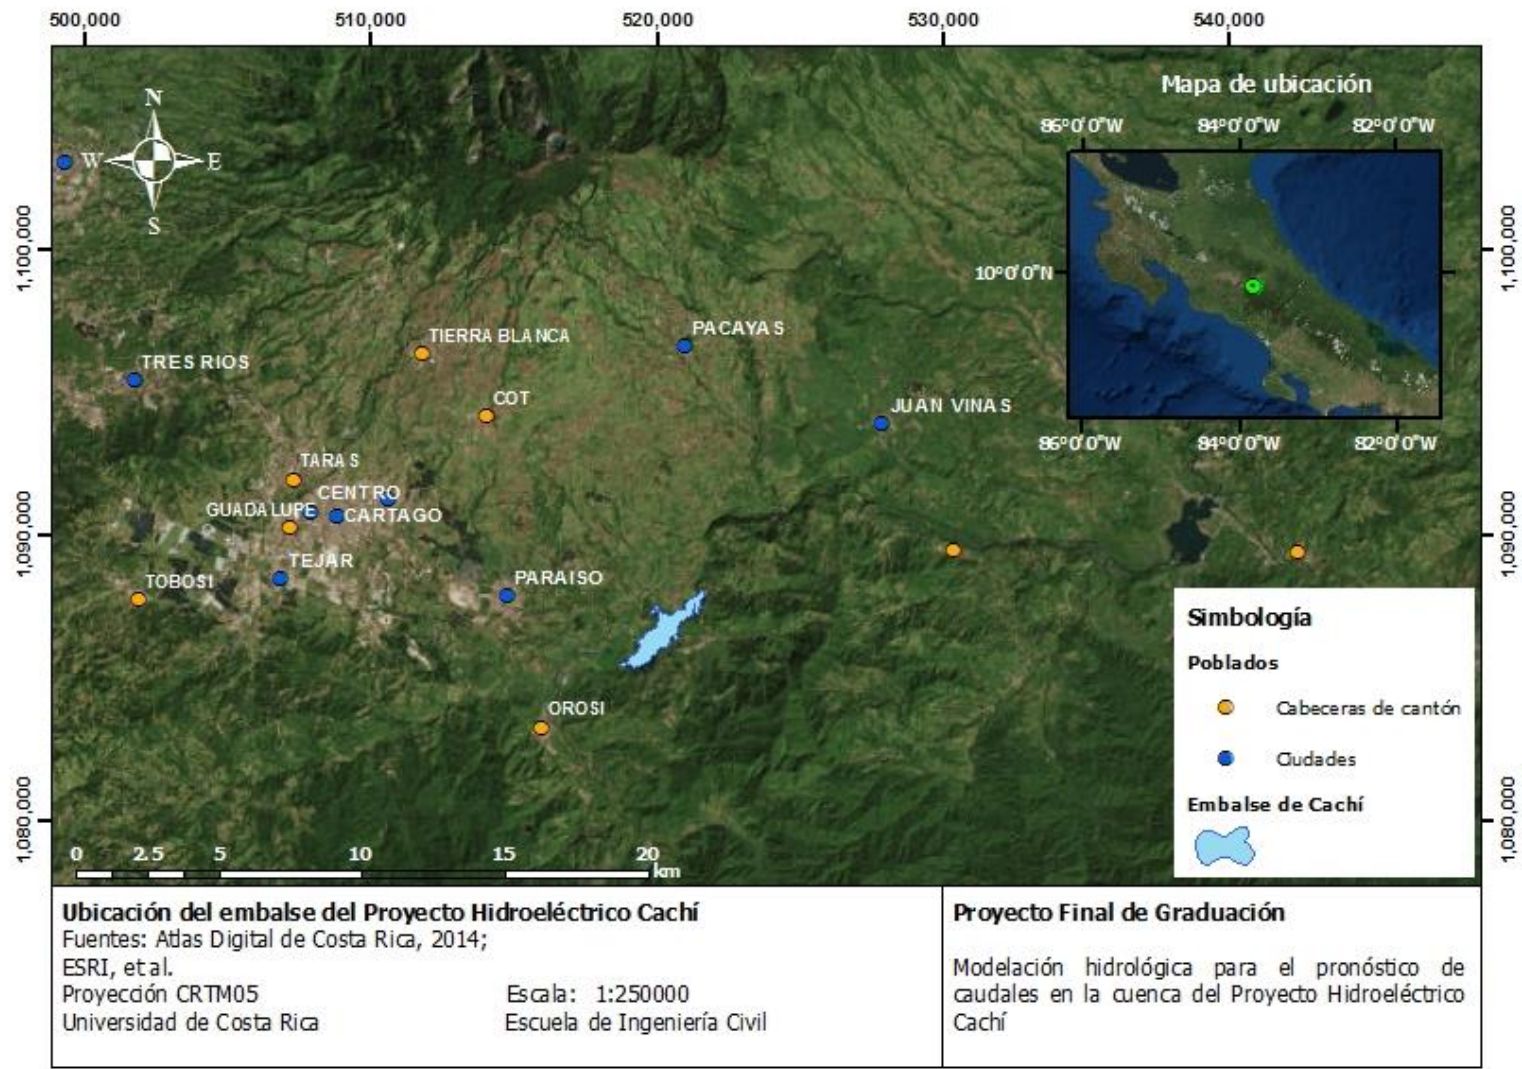 500,000 510,000 520,000 530,000 540,000
Mapa de ubicación
86°0'0"W 84°0'0"W 82°0'0"W
10°0'0"N
86°0'0"W 84°0'0"W 82°0'0"W
N
W E
S
1,100,000 1,100,000
1,090,000 1,090,000
1,080,000 1,080,000
TIERRA BLANCA
PACAYAS
TRES RIOS
COT
JUAN VINAS
TARAS
CENTRO
GUADALUPE
CARTAGO
TEJAR
TOBOSI
PARAISO
OROSI
Simbología
Poblados
Cabeceras de cantón
Ciudades
Embalse de Cachí
0 2.5 5 10 15 20
km
Ubicación del embalse del Proyecto Hidroeléctrico Cachí
Fuentes: Atlas Digital de Costa Rica, 2014;
ESRI, et al.
Proyección CRTM05 Escala: 1:250000
Universidad de Costa Rica Escuela de Ingeniería Civil
Proyecto Final de Graduación
Modelación hidrológica para el pronóstico de
caudales en la cuenca del Proyecto Hidroeléctrico
Cachí